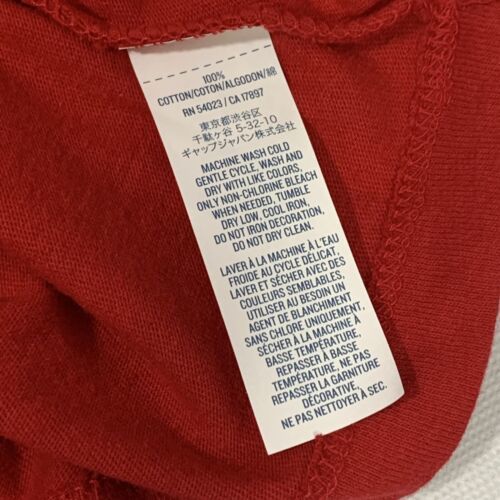 100%
COTTON/COTON/ALGODON/綿
RN 54023 / CA 17897
東京都渋谷区
千駄ヶ谷 5-32-10
ギャップジャパン株式会社
MACHINE WASH COLD
GENTLE CYCLE, WASH AND
DRY WITH LIKE COLORS,
ONLY NON-CHLORINE BLEACH
WHEN NEEDED, TUMBLE
DRY LOW, COOL IRON,
DO NOT IRON DECORATION,
DO NOT DRY CLEAN.
LAVER À LA MACHINE À L'EAU
FROIDE AU CYCLE DÉLICAT,
LAVER ET SÉCHER AVEC DES
COULEURS SEMBLABLES,
UTILISER AU BESOIN UN
AGENT DE BLANCHIMENT
SANS CHLORE UNIQUEMENT,
SÉCHER À LA MACHINE À
BASSE TEMPÉRATURE,
REPASSER À BASSE
TEMPÉRATURE, NE PAS
REPASSER LA GARNITURE
DÉCORATIVE,
NE PAS NETTOYER À SEC.